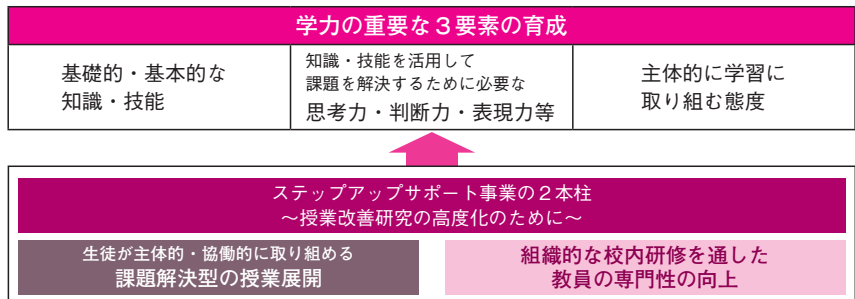 学力の重要な３要素の育成
基礎的・基本的な
知識・技能
知識・技能を活用して
課題を解決するために必要な
思考力・判断力・表現力等
主体的に学習に
取り組む態度
ステップアップサポート事業の２本柱
～授業改善研究の高度化のために～
生徒が主体的・協働的に取り組める
課題解決型の授業展開
組織的な校内研修を通した
教員の専門性の向上